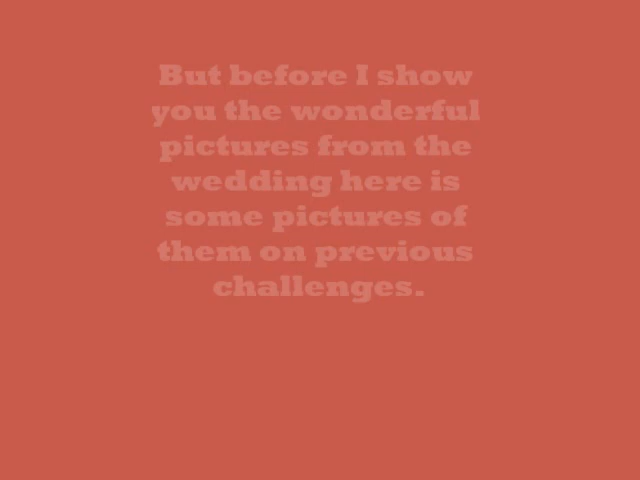 But before I show
you the wonderful
pictures from the
wedding here is
some pictures of
them on previous
challenges.